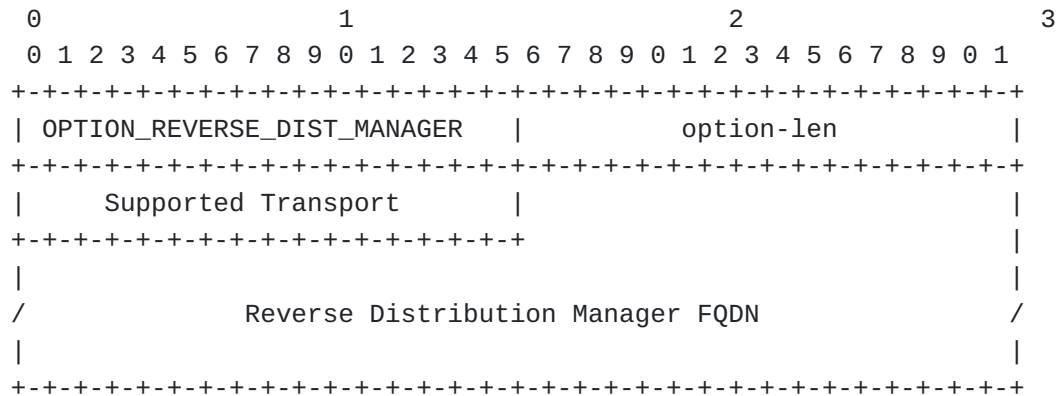 0 1 2 3
0 1 2 3 4 5 6 7 8 9 0 1 2 3 4 5 6 7 8 9 0 1 2 3 4 5 6 7 8 9 0 1
+-+-+-+-+-+-+-+-+-+-+-+-+-+-+-+-+-+-+-+-+-+-+-+-+-+-+-+-+-+-+-+-+
| OPTION_REVERSE_DIST_MANAGER | option-len |
+-+-+-+-+-+-+-+-+-+-+-+-+-+-+-+-+-+-+-+-+-+-+-+-+-+-+-+-+-+-+-+-+
| Supported Transport | |
+-+-+-+-+-+-+-+-+-+-+-+-+-+-+-+-+ |
| |
/ Reverse Distribution Manager FQDN /
| |
+-+-+-+-+-+-+-+-+-+-+-+-+-+-+-+-+-+-+-+-+-+-+-+-+-+-+-+-+-+-+-+-+